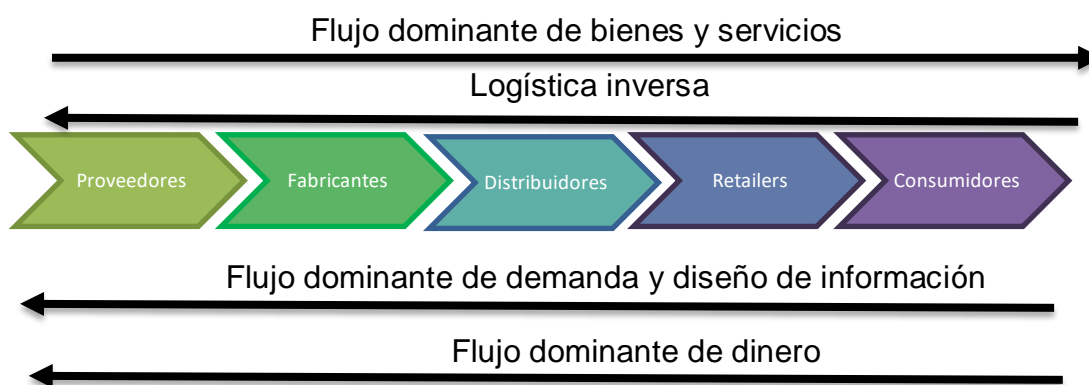 Flujo dominante de bienes y servicios
Logística inversa
Proveedores
Fabricantes
Distribuidores
Retailers
Consumidores
Flujo dominante de demanda y diseño de información
Flujo dominante de dinero